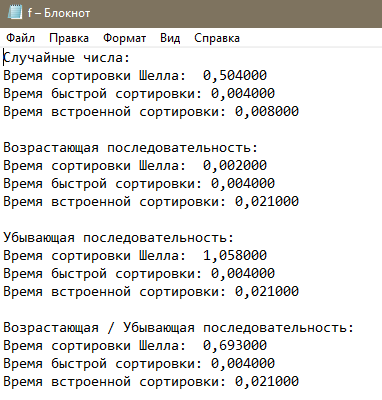 f – Блокнот
Файл Правка Формат Вид Справка
Случайные числа:
Время сортировки Шелла:  0,504000
Время быстрой сортировки: 0,004000
Время встроенной сортировки: 0,008000
Возрастающая последовательность:
Время сортировки Шелла:  0,002000
Время быстрой сортировки: 0,004000
Время встроенной сортировки: 0,021000
Убывающая последовательность:
Время сортировки Шелла:  1,058000
Время быстрой сортировки: 0,004000
Время встроенной сортировки: 0,021000
Возрастающая / Убывающая последовательность:
Время сортировки Шелла:  0,693000
Время быстрой сортировки: 0,004000
Время встроенной сортировки: 0,021000